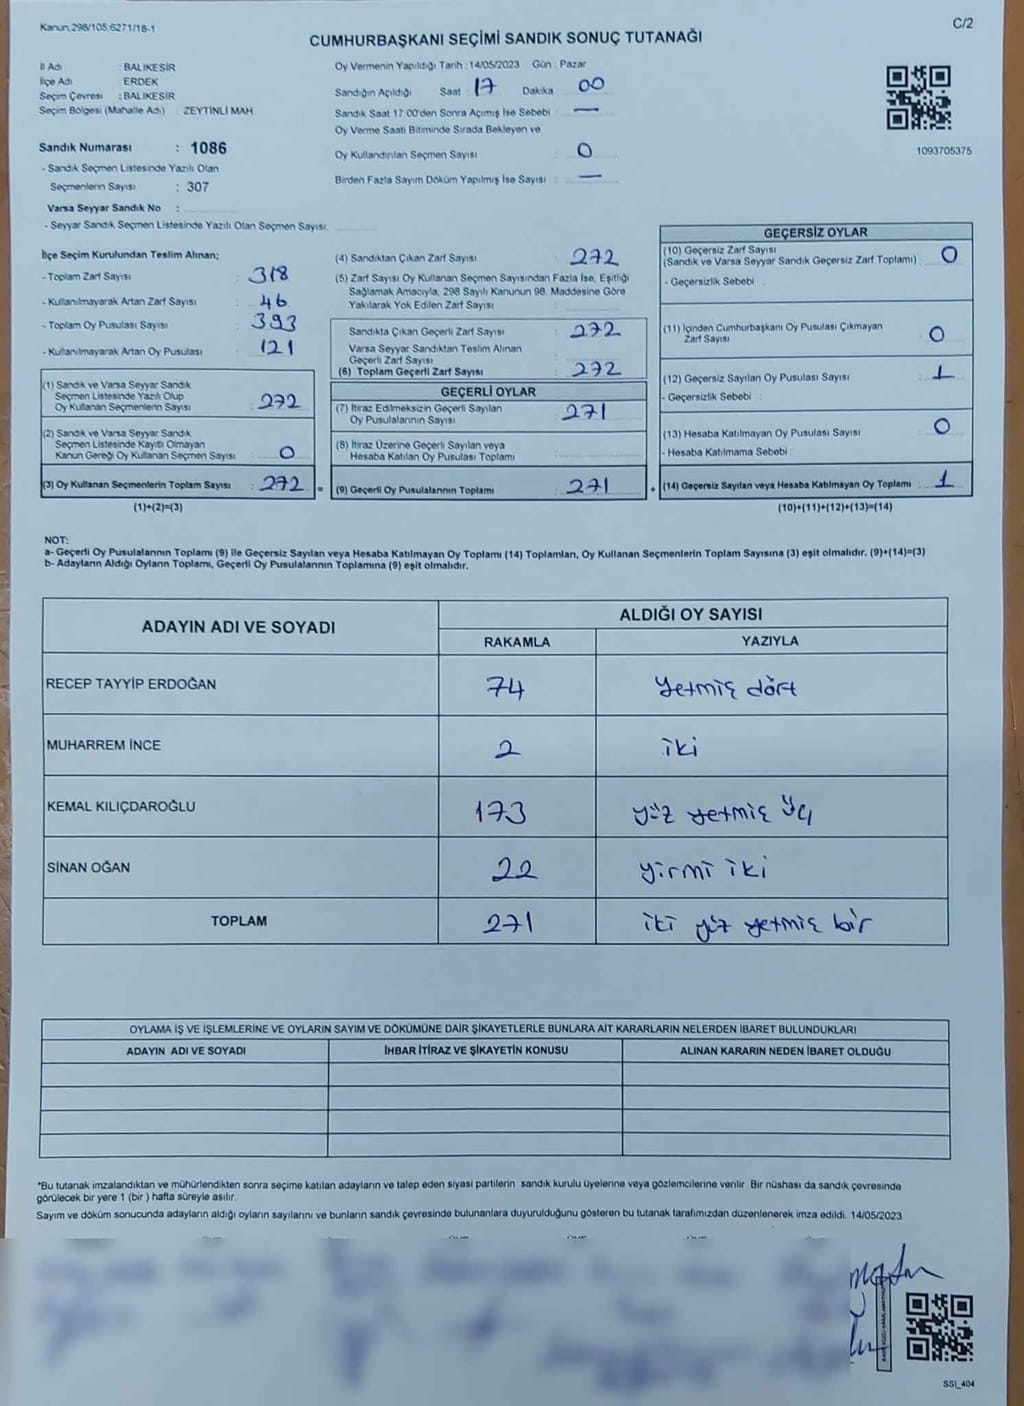 Kanun,298/105,6271/18-1
C/2
CUMHURBAŞKANI SEÇİMİ SANDIK SONUÇ TUTANAĞI
İl Adı : BALIKESİR
İlçe Adı : ERDEK
Seçim Çevresi : BALIKESİR
Seçim Bölgesi (Mahalle Adı) : ZEYTİNLİ MAH
Sandık Numarası : 1086
- Sandık Seçmen Listesinde Yazılı Olan
Seçmenlerin Sayısı : 307
Varsa Seyyar Sandık No :
- Seyyar Sandık Seçmen Listesinde Yazılı Olan Seçmen Sayısı:
Oy Vermenin Yapıldığı Tarih : 14/05/2023 Gün : Pazar
Sandığın Açıldığı Saat : 17 Dakika 00
Sandık Saat 17:00'den Sonra Açımış İse Sebebi : —
Oy Verme Saati Bitiminde Sırada Bekleyen ve
Oy Kullandırılan Seçmen Sayısı : 0
Birden Fazla Sayım Döküm Yapılmış İse Sayısı : —
1093705375
İlçe Seçim Kurulundan Teslim Alınan;
- Toplam Zarf Sayısı : 318
- Kullanılmayarak Artan Zarf Sayısı : 46
- Toplam Oy Pusulası Sayısı : 393
- Kullanılmayarak Artan Oy Pusulası : 121
(1) Sandık ve Varsa Seyyar Sandık
Seçmen Listesinde Yazılı Olup
Oy Kullanan Seçmenlerin Sayısı : 272
(2) Sandık ve Varsa Seyyar Sandık
Seçmen Listesinde Kayıtlı Olmayan
Kanun Gereği Oy Kullanan Seçmen Sayısı : 0
(3) Oy Kullanan Seçmenlerin Toplam Sayısı : 272 =
(1)+(2)=(3)
(4) Sandıktan Çıkan Zarf Sayısı : 272
(5) Zarf Sayısı Oy Kullanan Seçmen Sayısından Fazla İse, Eşitliği
Sağlamak Amacıyla, 298 Sayılı Kanunun 98. Maddesine Göre
Yakılarak Yok Edilen Zarf Sayısı :
Sandıkta Çıkan Geçerli Zarf Sayısı : 272
Varsa Seyyar Sandıktan Teslim Alınan
Geçerli Zarf Sayısı :
(6) Toplam Geçerli Zarf Sayısı : 272
GEÇERLİ OYLAR
(7) İtiraz Edilmeksizin Geçerli Sayılan
Oy Pusulalarının Sayısı : 271
(8) İtiraz Üzerine Geçerli Sayılan veya
Hesaba Katılan Oy Pusulası Toplamı :
(9) Geçerli Oy Pusulalarının Toplamı : 271 +
GEÇERSİZ OYLAR
(10) Geçersiz Zarf Sayısı
(Sandık ve Varsa Seyyar Sandık Geçersiz Zarf Toplamı) : 0
- Geçersizlik Sebebi :
(11) İçinden Cumhurbaşkanı Oy Pusulası Çıkmayan
Zarf Sayısı : 0
(12) Geçersiz Sayılan Oy Pusulası Sayısı : 1
- Geçersizlik Sebebi :
(13) Hesaba Katılmayan Oy Pusulası Sayısı : 0
- Hesaba Katılmama Sebebi :
(14) Geçersiz Sayılan veya Hesaba Katılmayan Oy Toplamı : 1
(10)+(11)+(12)+(13)=(14)
NOT:
a- Geçerli Oy Pusulalarının Toplamı (9) ile Geçersiz Sayılan veya Hesaba Katılmayan Oy Toplamı (14) Toplamları, Oy Kullanan Seçmenlerin Toplam Sayısına (3) eşit olmalıdır. (9)+(14)=(3)
b- Adayların Aldığı Oyların Toplamı, Geçerli Oy Pusulalarının Toplamına (9) eşit olmalıdır.
ADAYIN ADI VE SOYADI
ALDIĞI OY SAYISI
RAKAMLA YAZIYLA
RECEP TAYYİP ERDOĞAN 74 Yetmiş dört
MUHARREM İNCE 2 iki
KEMAL KILIÇDAROĞLU 173 yüz yetmiş üç
SİNAN OĞAN 22 yirmi iki
TOPLAM 271 iki yüz yetmiş bir
OYLAMA İŞ VE İŞLEMLERİNE VE OYLARIN SAYIM VE DÖKÜMÜNE DAİR ŞİKAYETLERLE BUNLARA AİT KARARLARIN NELERDEN İBARET BULUNDUKLARI
ADAYIN ADI VE SOYADI İHBAR İTİRAZ VE ŞİKAYETİN KONUSU ALINAN KARARIN NEDEN İBARET OLDUĞU
*Bu tutanak imzalandıktan ve mühürlendikten sonra seçime katılan adayların ve talep eden siyasi partilerin sandık kurulu üyelerine veya gözlemcilerine verilir. Bir nüshası da sandık çevresinde
görülecek bir yere 1 (bir ) hafta süreyle asılır.
Sayım ve döküm sonucunda adayların aldığı oyların sayılarını ve bunların sandık çevresinde bulunanlara duyurulduğunu gösteren bu tutanak tarafımızdan düzenlenerek imza edildi. 14/05/2023
SSI_404